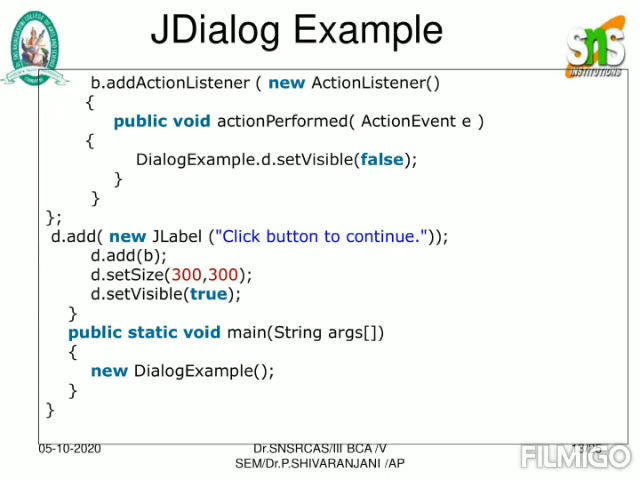 JDialog Example
SNS
INSTITUTIONS
b.addActionListener ( new ActionListener()
{
public void actionPerformed( ActionEvent e )
{
DialogExample.d.setVisible(false);
}
}
};
d.add( new JLabel ("Click button to continue."));
d.add(b);
d.setSize(300,300);
d.setVisible(true);
}
public static void main(String args[])
{
new DialogExample();
}
}
05-10-2020
Dr.SNSRCAS/III BCA /V
SEM/Dr.P.SHIVARANJANI /AP
FILMIGO